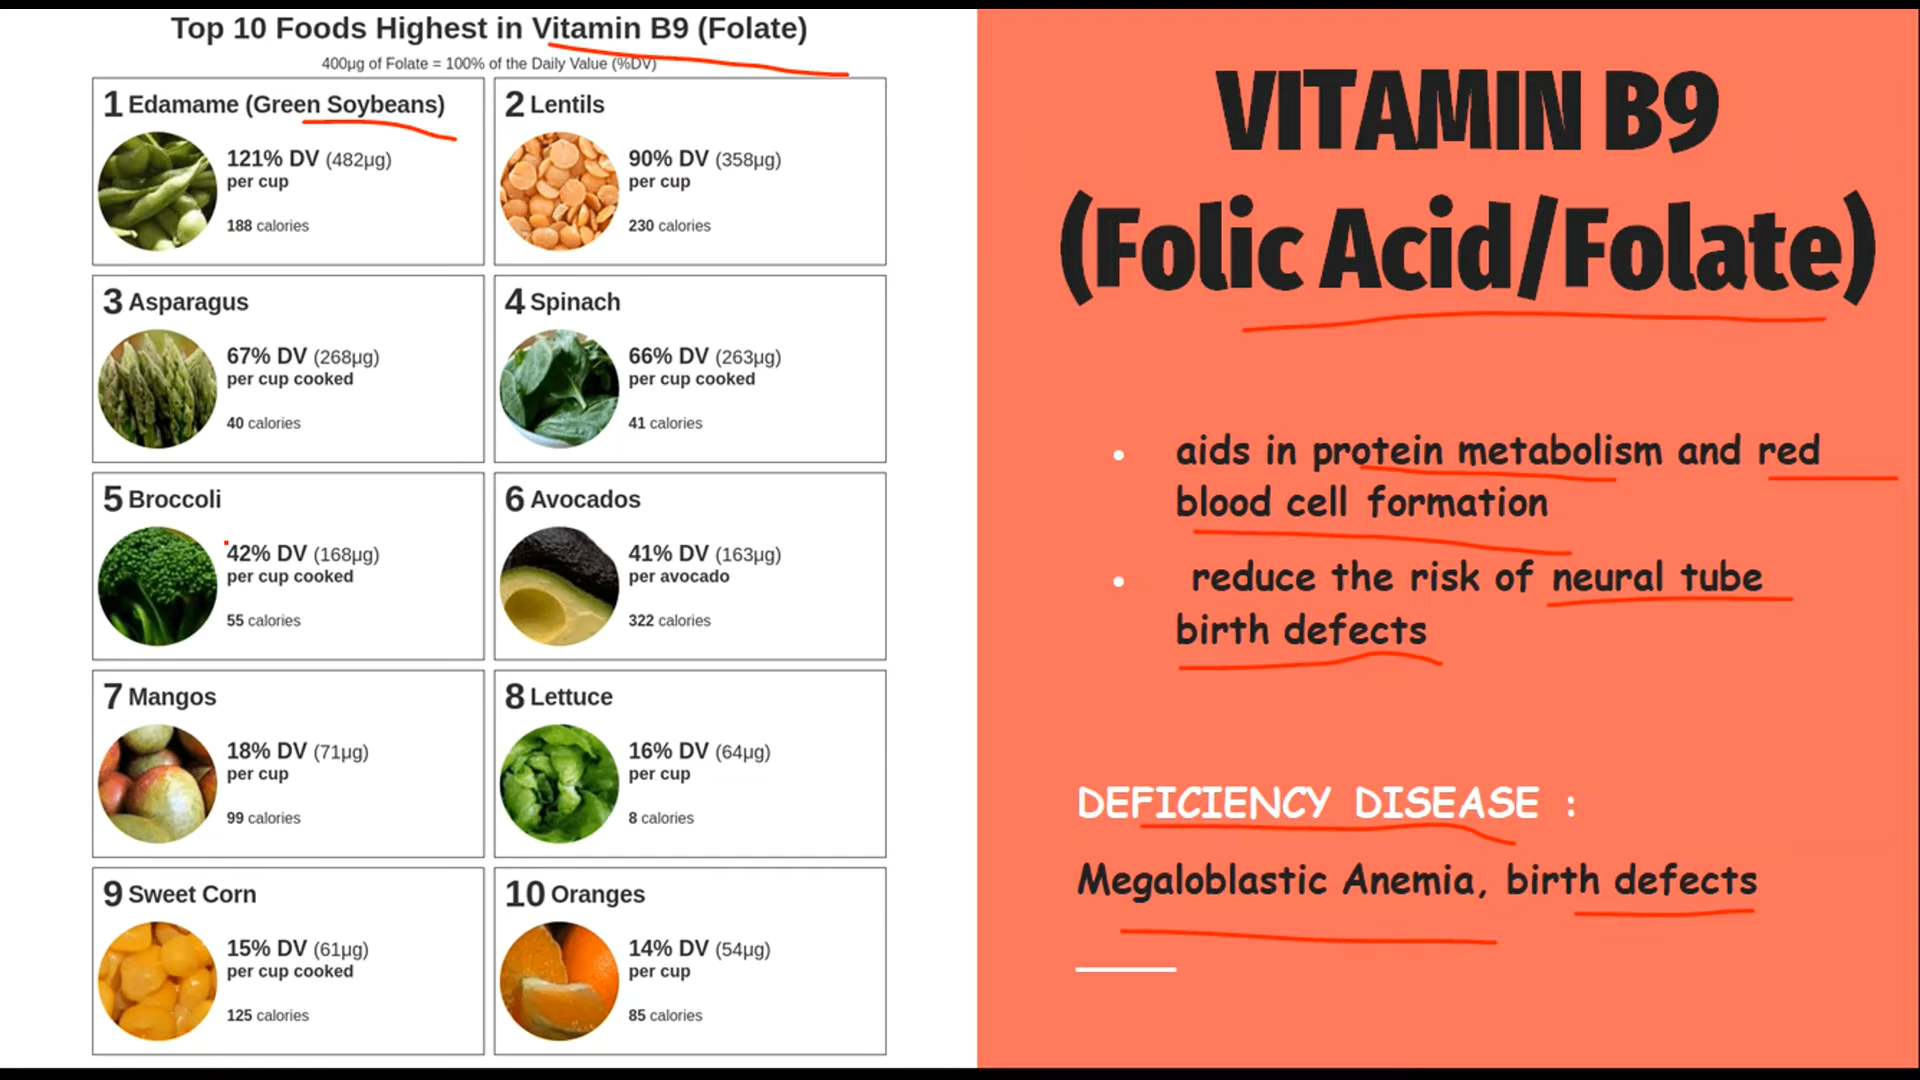 Top 10 Foods Highest in Vitamin B9 (Folate)
400μg of Folate = 100% of the Daily Value (%DV)
1 Edamame (Green Soybeans)
121% DV (482μg)
per cup
188 calories
2 Lentils
90% DV (358μg)
per cup
230 calories
3 Asparagus
67% DV (268μg)
per cup cooked
40 calories
4 Spinach
66% DV (263μg)
per cup cooked
41 calories
5 Broccoli
42% DV (168μg)
per cup cooked
55 calories
6 Avocados
41% DV (163μg)
per avocado
322 calories
7 Mangos
18% DV (71μg)
per cup
99 calories
8 Lettuce
16% DV (64μg)
per cup
8 calories
9 Sweet Corn
15% DV (61μg)
per cup cooked
125 calories
10 Oranges
14% DV (54μg)
per cup
85 calories
VITAMIN B9
(Folic Acid/Folate)
• aids in protein metabolism and red
blood cell formation
• reduce the risk of neural tube
birth defects
DEFICIENCY DISEASE :
Megaloblastic Anemia, birth defects